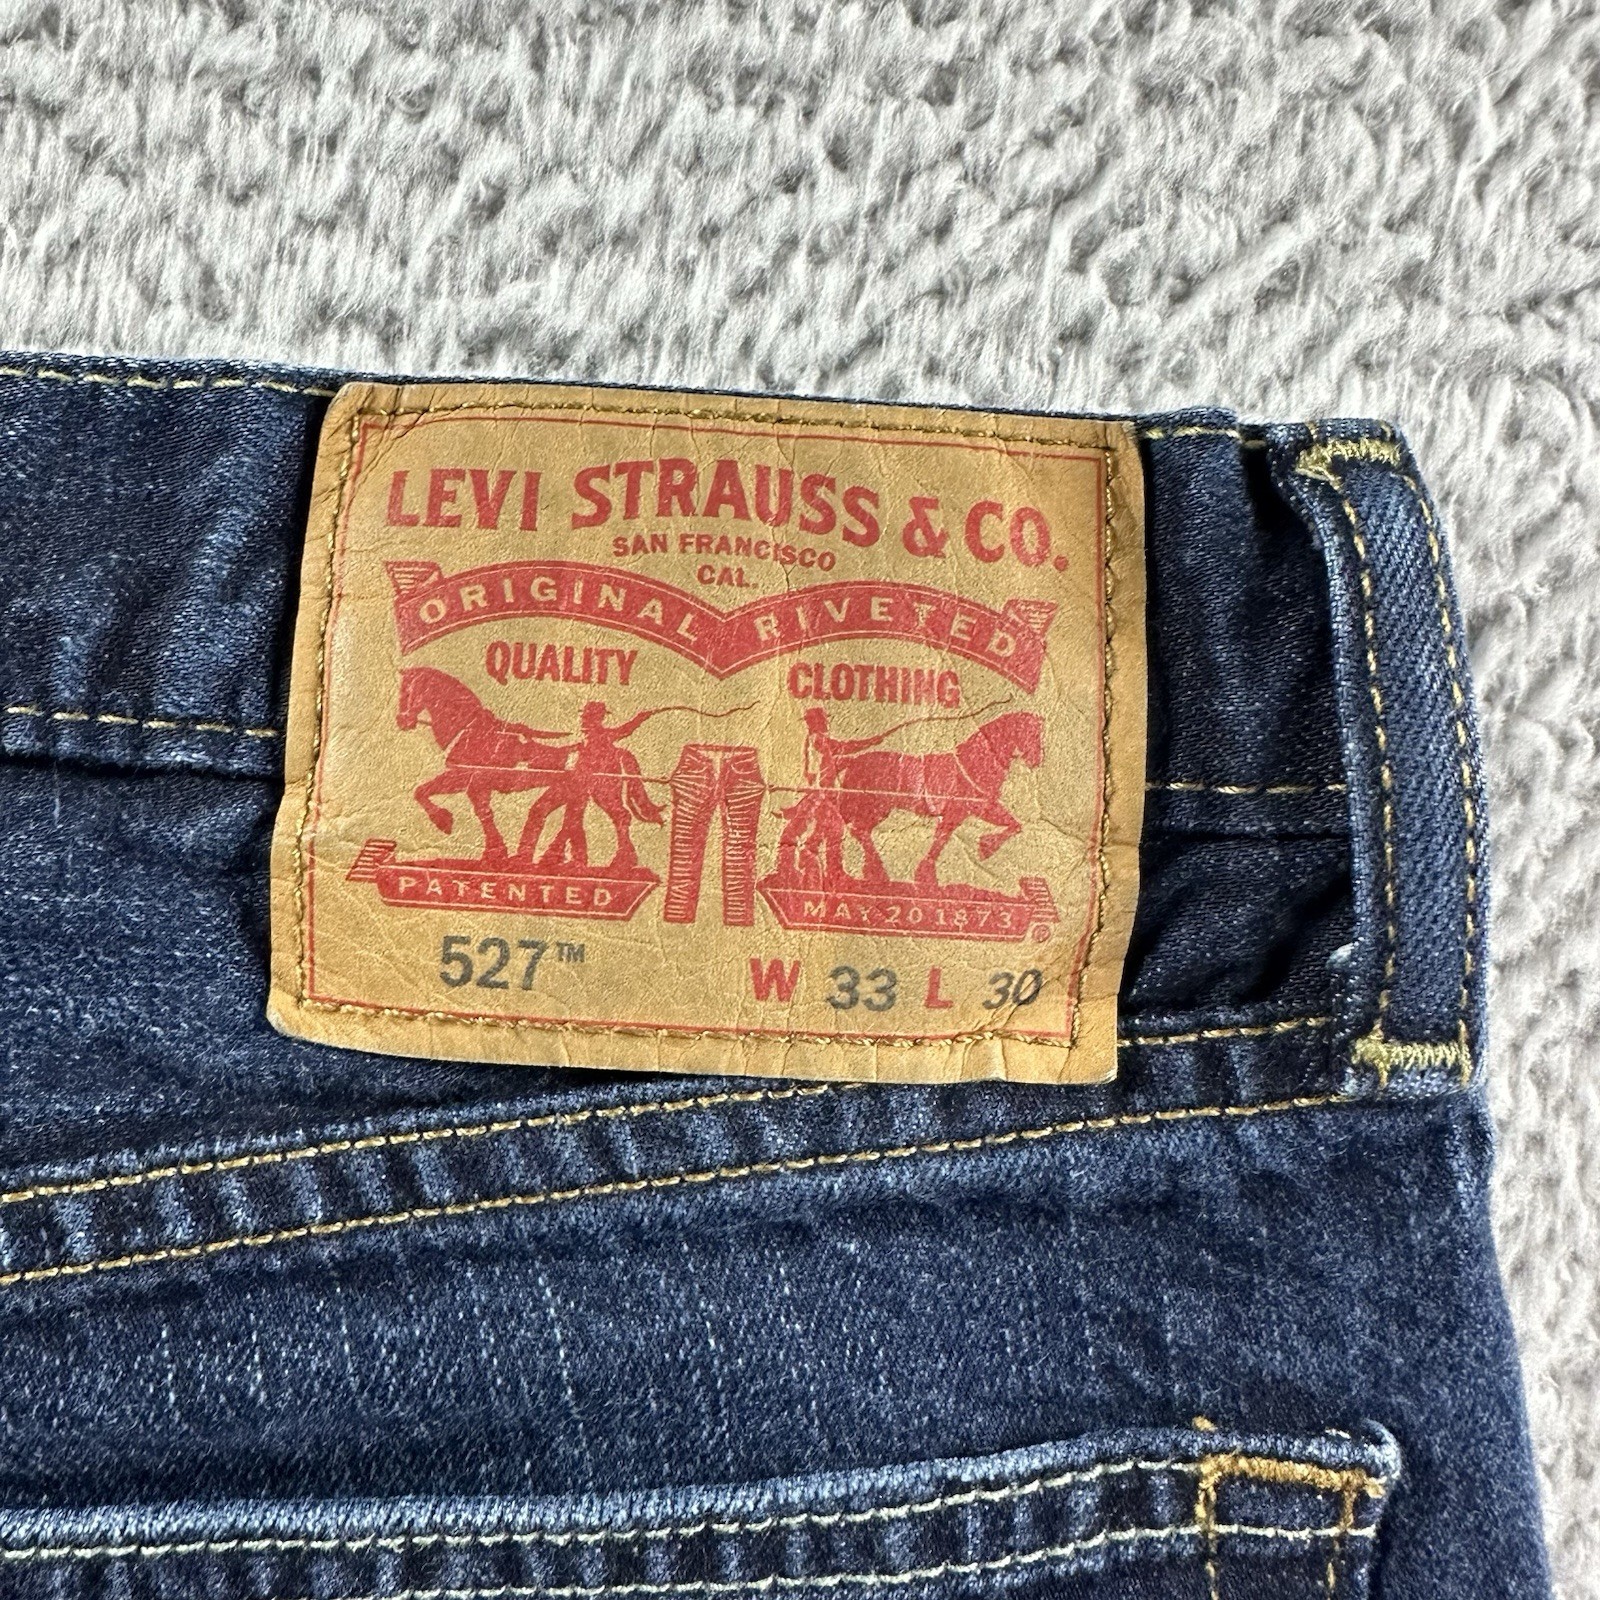 LEVI STRAUSS & CO.
SAN FRANCISCO
CAL.
ORIGINAL RIVETED
QUALITY CLOTHING
PATENTED MAY 20 1873 ®
527™ W 33 L 30